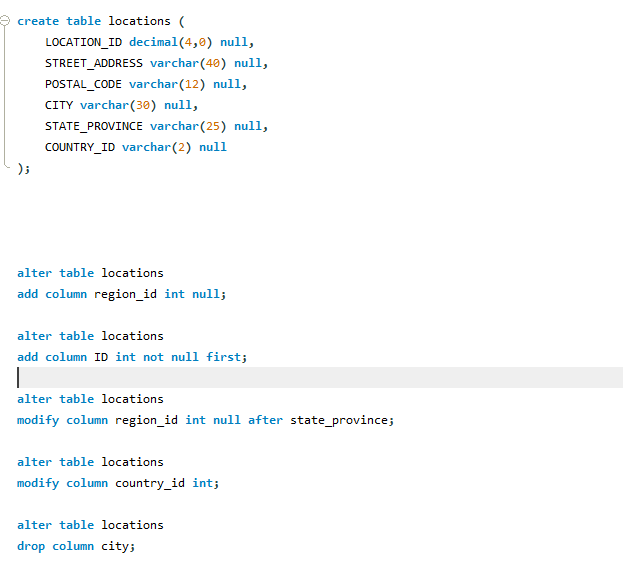 create table locations (
LOCATION_ID decimal(4,0) null,
STREET_ADDRESS varchar(40) null,
POSTAL_CODE varchar(12) null,
CITY varchar(30) null,
STATE_PROVINCE varchar(25) null,
COUNTRY_ID varchar(2) null
);
alter table locations
add column region_id int null;
alter table locations
add column ID int not null first;
alter table locations
modify column region_id int null after state_province;
alter table locations
modify column country_id int;
alter table locations
drop column city;